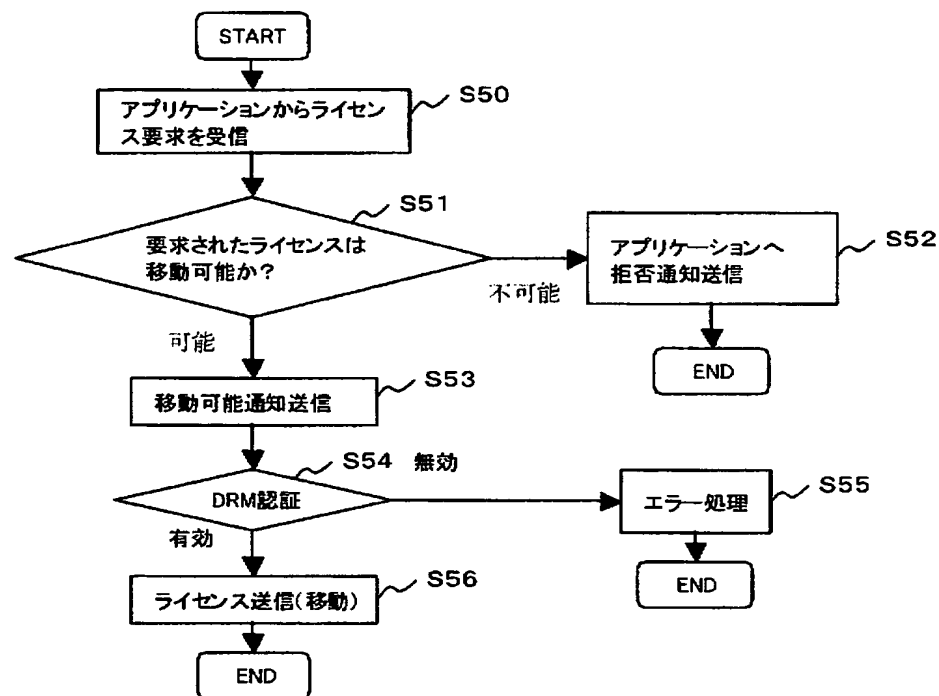 START
アプリケーションからライセン
ス要求を受信
S50
要求されたライセンスは
移動可能か？
S51
不可能
アプリケーションへ
拒否通知送信
S52
END
可能
移動可能通知送信
S53
DRM認証
S54
無効
エラー処理
S55
END
有効
ライセンス送信(移動)
S56
END